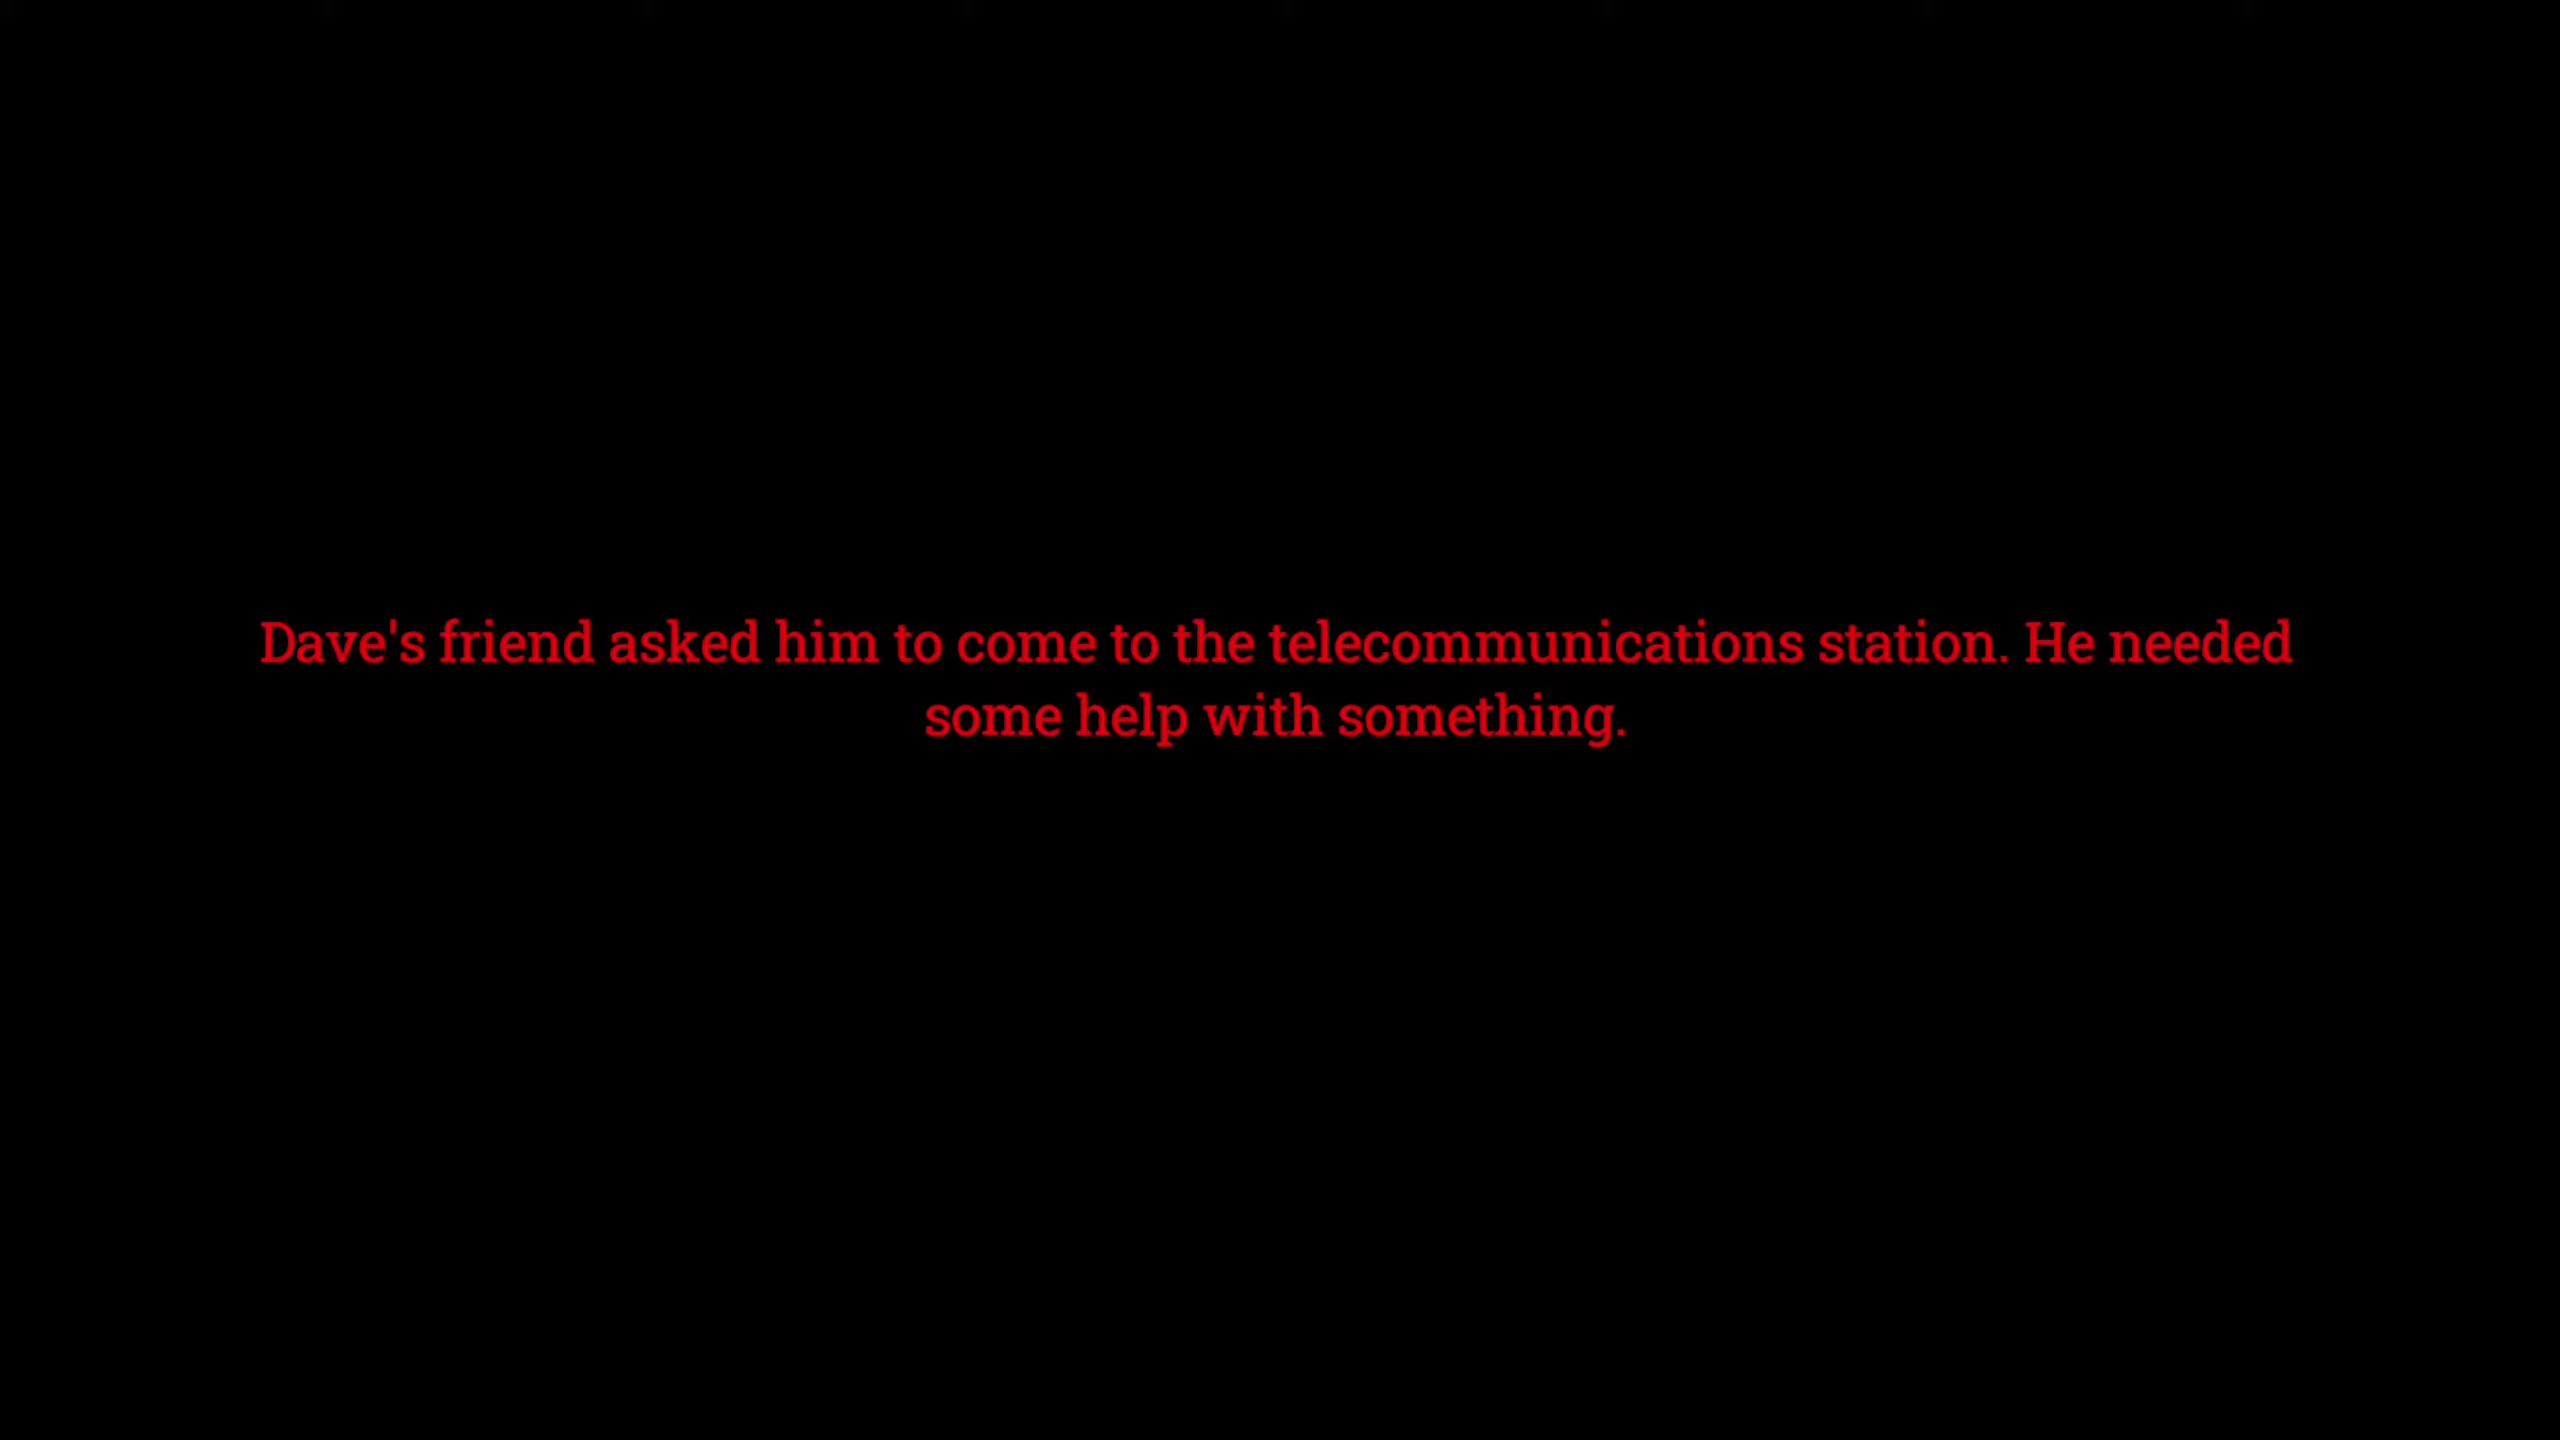 Dave's friend asked him to come to the telecommunications station. He needed
some help with something.